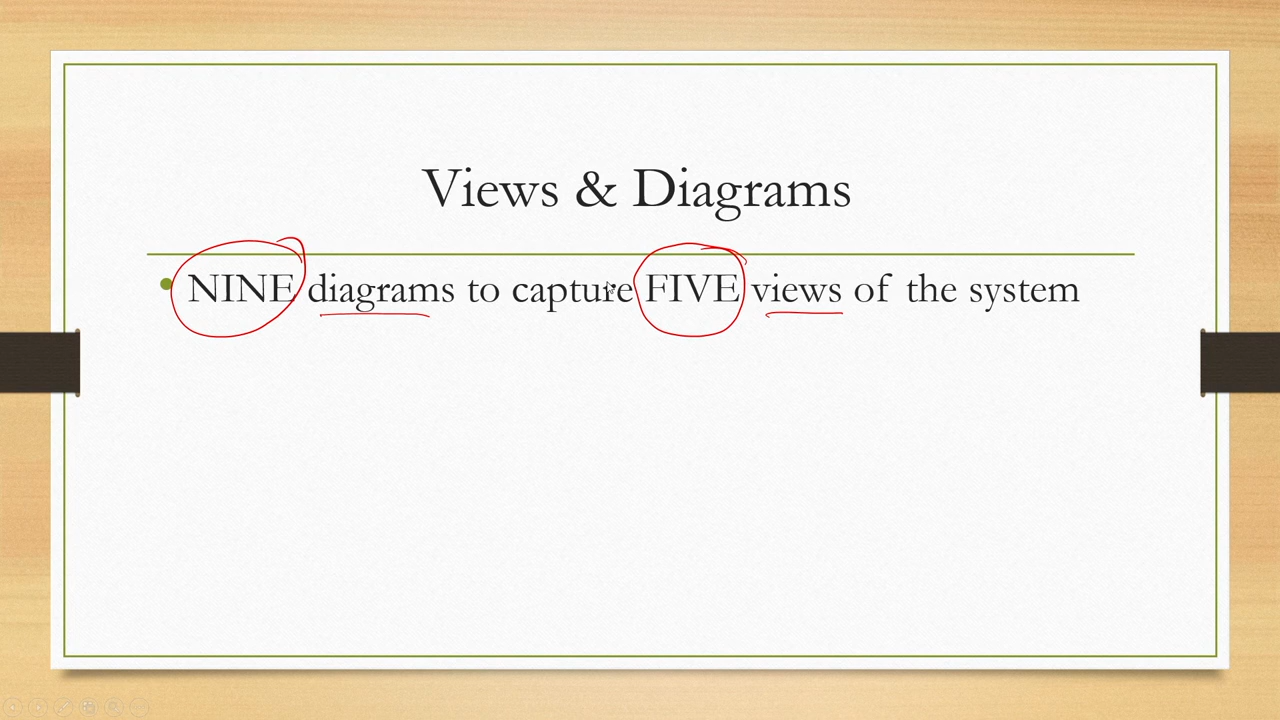 Views & Diagrams
• NINE diagrams to capture FIVE views of the system